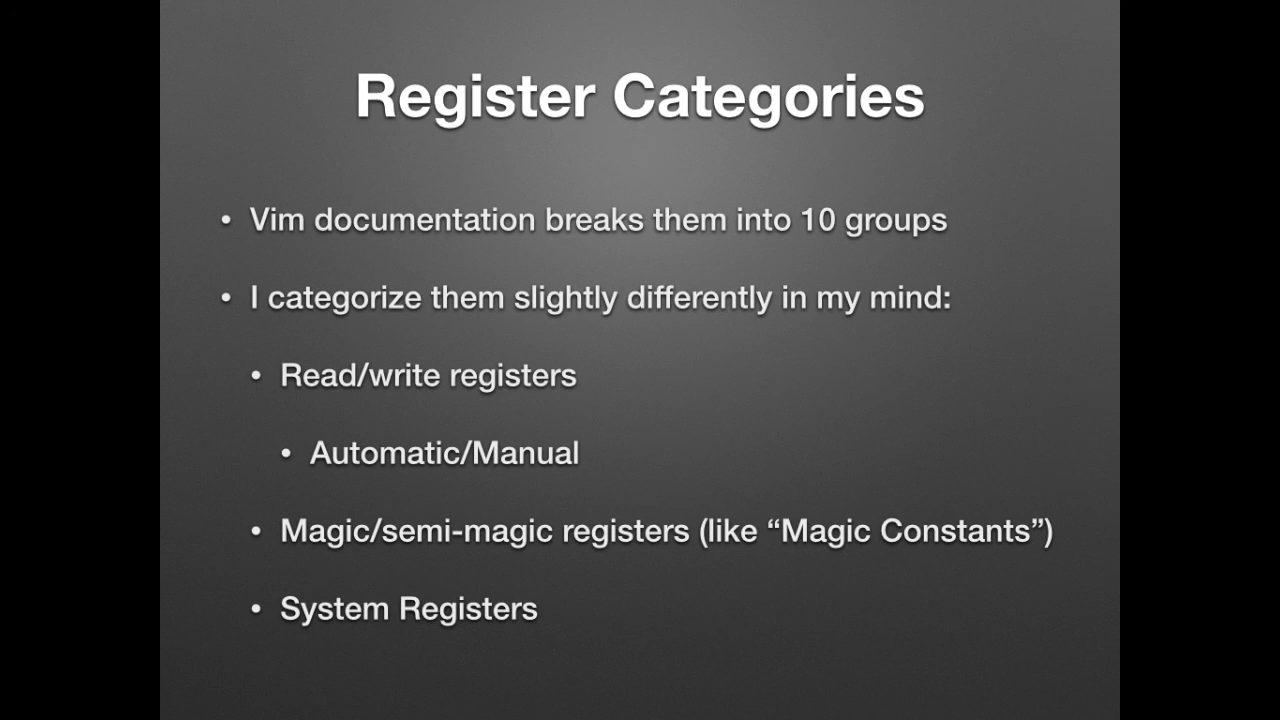 Register Categories
• Vim documentation breaks them into 10 groups
• I categorize them slightly differently in my mind:
• Read/write registers
• Automatic/Manual
• Magic/semi-magic registers (like “Magic Constants”)
• System Registers